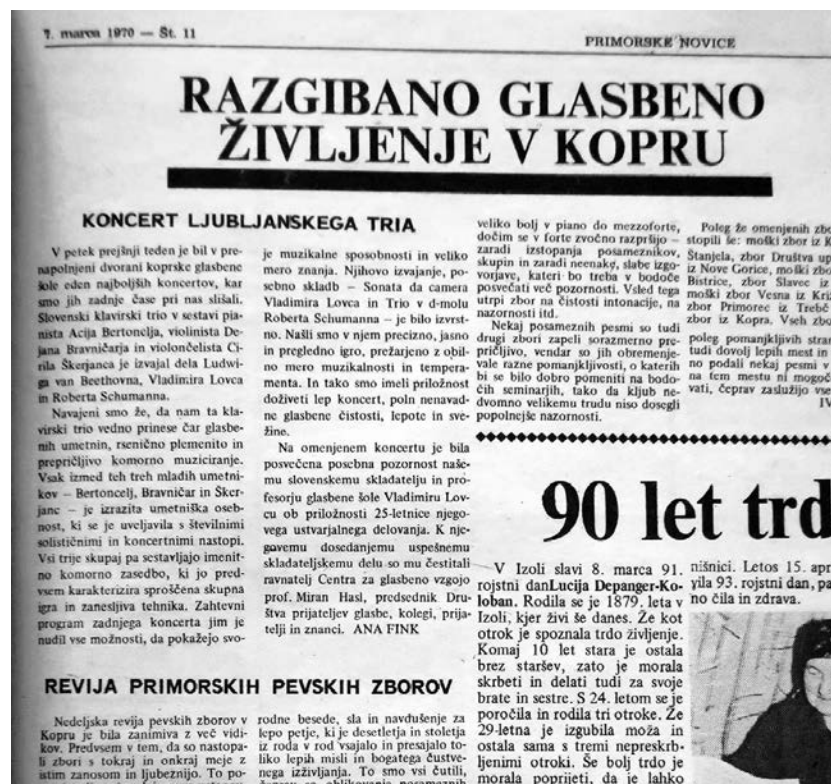 7. marca 1970 — Št. 11
PRIMORSKE NOVICE
RAZGIBANO GLASBENO
ŽIVLJENJE V KOPRU
KONCERT LJUBLJANSKEGA TRIA
V petek prejšnji teden je bil v pre-
napolnjeni dvorani koprske glasbene
šole eden najboljših koncertov, kar
smo jih zadnje čase pri nas slišali.
Slovenski klavirski trio v sestavi pia-
nista Acija Bertonclja, violinista De-
jana Bravničarja in violončelista Ci-
rila Škerjanca je izvajal dela Ludwi-
ga van Beethovna, Vladimira Lovca
in Roberta Schumanna.
Navajeni smo že, da nam ta kla-
virski trio vedno prinese čar glasbe-
nih umetnin, rsenično plemenito in
prepričljivo komorno muziciranje.
Vsak izmed teh treh mladih umetni-
kov — Bertoncelj, Bravničar in Šker-
janc — je izrazita umetniška oseb-
nost, ki se je uveljavila s številnimi
solističnimi in koncertnimi nastopi.
Vsi trije skupaj pa sestavljajo imenit-
no komorno zasedbo, ki jo pred-
vsem karakterizira sproščena skupna
igra in zanesljiva tehnika. Zahtevni
program zadnjega koncerta jim je
nudil vse možnosti, da pokažejo svo-
je muzikalne sposobnosti in veliko
mero znanja. Njihovo izvajanje, po-
sebno skladb — Sonata da camera
Vladimira Lovca in Trio v d-molu
Roberta Schumanna — je bilo izvrst-
no. Našli smo v njem precizno, jasno
in pregledno igro, prežarjeno z obil-
no mero muzikalnosti in tempera-
menta. In tako smo imeli priložnost
doživeti lep koncert, poln nenavad-
ne glasbene čistosti, lepote in sve-
žine.
Na omenjenem koncertu je bila
posvečena posebna pozornost naše-
mu slovenskemu skladatelju in pro-
fesorju glasbene šole Vladimiru Lov-
cu ob priložnosti 25-letnice njego-
vega ustvarjalnega delovanja. K nje-
govemu dosedanjemu uspešnemu
skladateljskemu delu so mu čestitali
ravnatelj Centra za glasbeno vzgojo
prof. Miran Hasl, predsednik Dru-
štva prijateljev glasbe, kolegi, prija-
telji in znanci. ANA FINK
REVIJA PRIMORSKIH PEVSKIH ZBOROV
Nedeljska revija pevskih zborov v
Kopru je bila zanimiva z več vidi-
kov. Predvsem v tem, da so nastopa-
li zbori s tokraj in onkraj meje z
istim zanosom in ljubeznijo. To po-
rodne besede, sla in navdušenje za
lepo petje, ki je desetletja in stoletja
iz roda v rod vsajalo in presajalo to-
liko lepih misli in bogatega čustve-
nega izživljanja. To smo vsi čutili,
veliko bolj v piano do mezzoforte,
dočim se v forte zvočno razpršijo —
zaradi izstopanja posameznikov,
skupin in zaradi neenake, slabe izgo-
vorjave, kateri bo treba v bodoče
posvečati več pozornosti. Vsled tega
utrpi zbor na čistosti intonacije, na
nazornosti itd.
Nekaj posameznih pesmi so tudi
drugi zbori zapeli sorazmerno pre-
pričljivo, vendar so jih obremenje-
vale razne pomanjkljivosti, o katerih
bi se bilo dobro pomeniti na bodo-
čih seminarjih, tako da kljub ne-
dvomno velikemu trudu niso dosegli
popolnejše nazornosti.
Poleg že omenjenih zbo
stopili še: moški zbor iz K
Štanjela, zbor Društva up
iz Nove Gorice, moški zbo
Bistrice, zbor Slavec iz
moški zbor Vesna iz Kri
zbor Primorec iz Trebč
zbor iz Kopra. Vseh zbo
poleg pomanjkljivih stran
tudi dovolj lepih mest in
no podali nekaj pesmi v
na tem mestu ni mogoč
vati, čeprav zaslužijo vse
IV
90 let trd
V Izoli slavi 8. marca 91.
rojstni danLucija Depanger-Ko-
loban. Rodila se je 1879. leta v
Izoli, kjer živi še danes. Že kot
otrok je spoznala trdo življenje.
Komaj 10 let stara je ostala
brez staršev, zato je morala
skrbeti in delati tudi za svoje
brate in sestre. S 24. letom se je
poročila in rodila tri otroke. Že
29-letna je izgubila moža in
ostala sama s tremi nepreskrb-
ljenimi otroki. Še bolj trdo je
morala poprijeti, da je lahko
nišnici. Letos 15. apr
vila 93. rojstni dan, pa
no čila in zdrava.